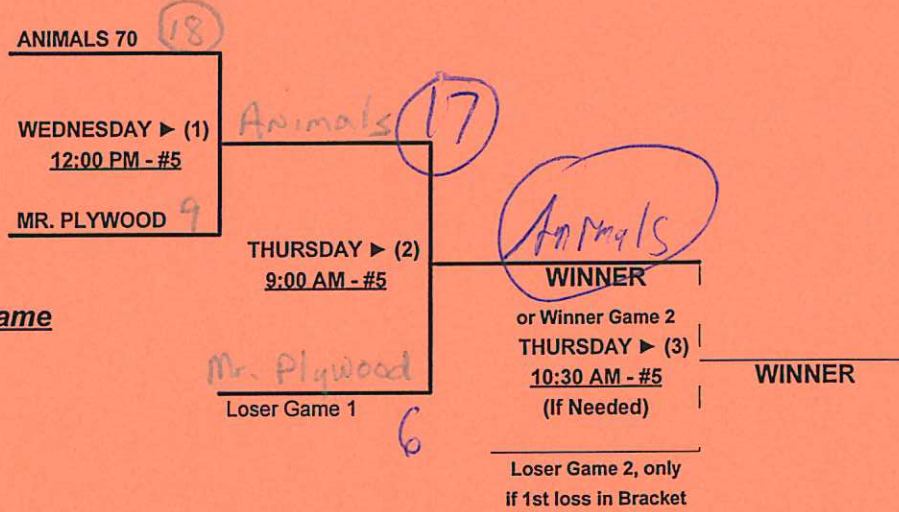 ANIMALS 70 18
WEDNESDAY ► (1)
12:00 PM - #5
MR. PLYWOOD 9
Animals 17
THURSDAY ► (2)
9:00 AM - #5
ame
Mr. Plywood
Loser Game 1
6
Animals
WINNER
or Winner Game 2
THURSDAY ► (3)
10:30 AM - #5
(If Needed)
WINNER
Loser Game 2, only
if 1st loss in Bracket